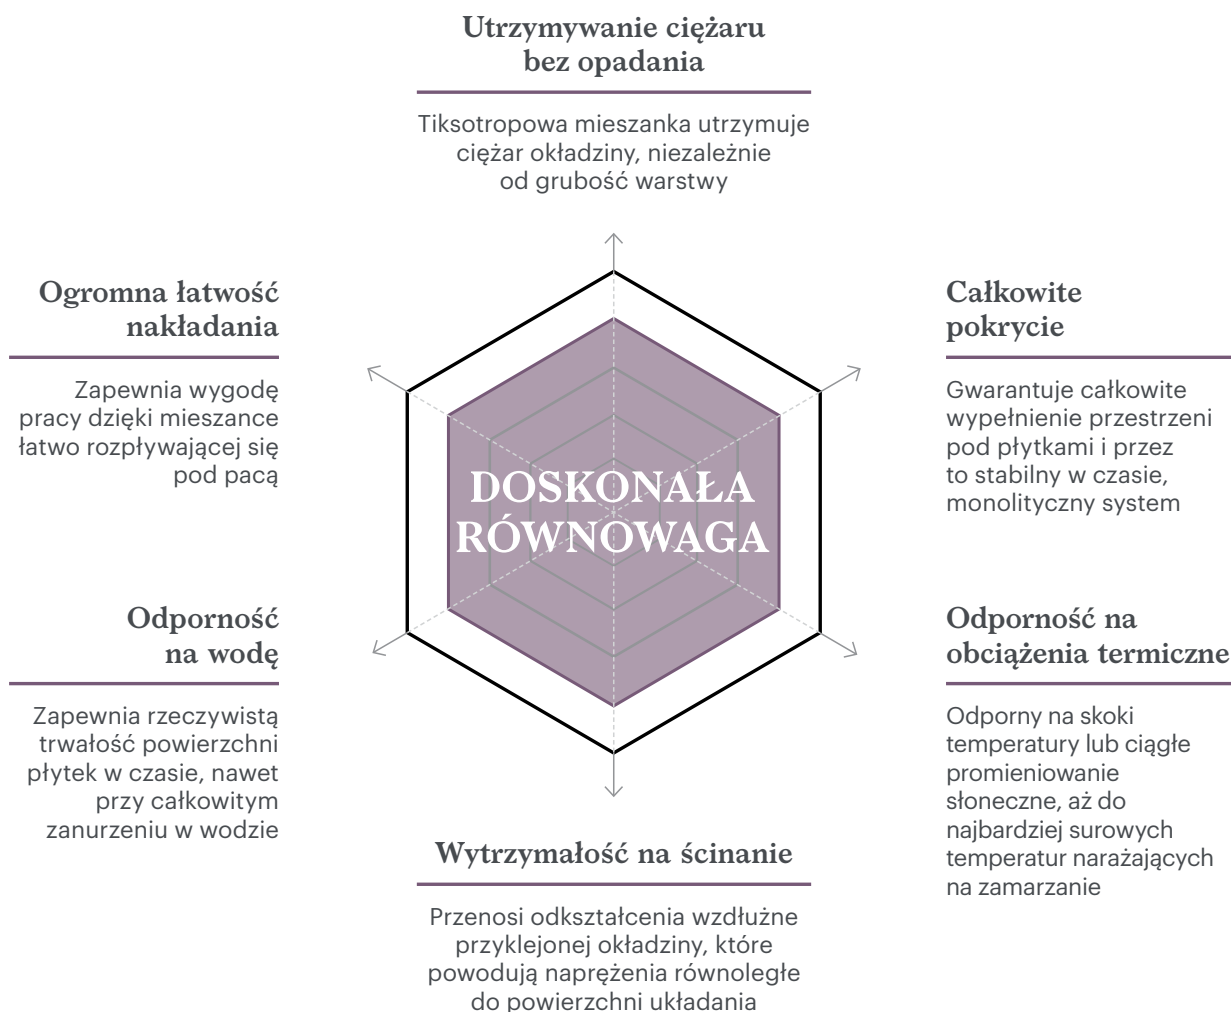 Utrzymywanie ciężaru
bez opadania
Tiksotropowa mieszanka utrzymuje
ciężar okładziny, niezależnie
od grubość warstwy
Ogromna łatwość
nakładania
Zapewnia wygodę
pracy dzięki mieszance
łatwo rozpływającej się
pod pacą
Całkowite
pokrycie
Gwarantuje całkowite
wypełnienie przestrzeni
pod płytkami i przez
to stabilny w czasie,
monolityczny system
DOSKONAŁA
RÓWNOWAGA
Odporność
na wodę
Zapewnia rzeczywistą
trwałość powierzchni
płytek w czasie, nawet
przy całkowitym
zanurzeniu w wodzie
Odporność na
obciążenia termiczne
Odporny na skoki
temperatury lub ciągłe
promieniowanie
słoneczne, aż do
najbardziej surowych
temperatur narażających
na zamarzanie
Wytrzymałość na ścinanie
Przenosi odkształcenia wzdłużne
przyklejonej okładziny, które
powodują naprężenia równoległe
do powierzchni układania